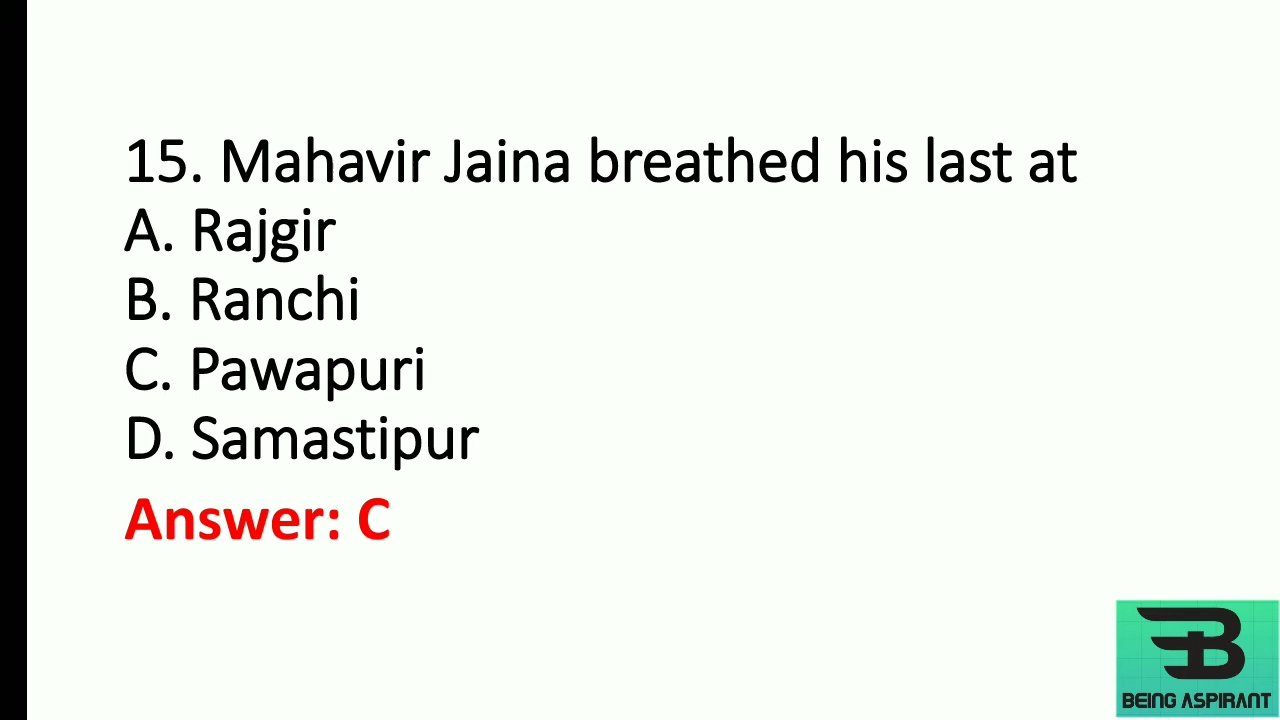 15. Mahavir Jaina breathed his last at
A. Rajgir
B. Ranchi
C. Pawapuri
D. Samastipur
Answer: C
BEING ASPIRANT